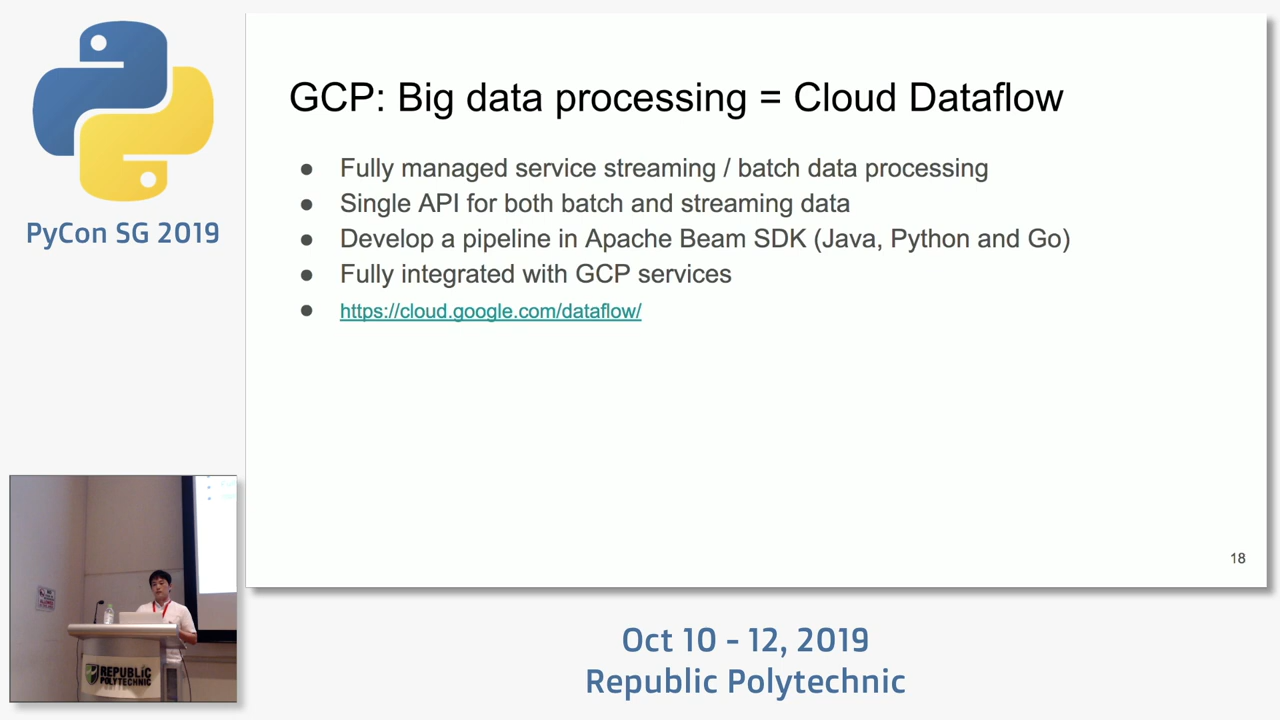 PyCon SG 2019
GCP: Big data processing = Cloud Dataflow
● Fully managed service streaming / batch data processing
● Single API for both batch and streaming data
● Develop a pipeline in Apache Beam SDK (Java, Python and Go)
● Fully integrated with GCP services
● https://cloud.google.com/dataflow/
18
REPUBLIC
POLYTECHNIC
Oct 10 - 12, 2019
Republic Polytechnic